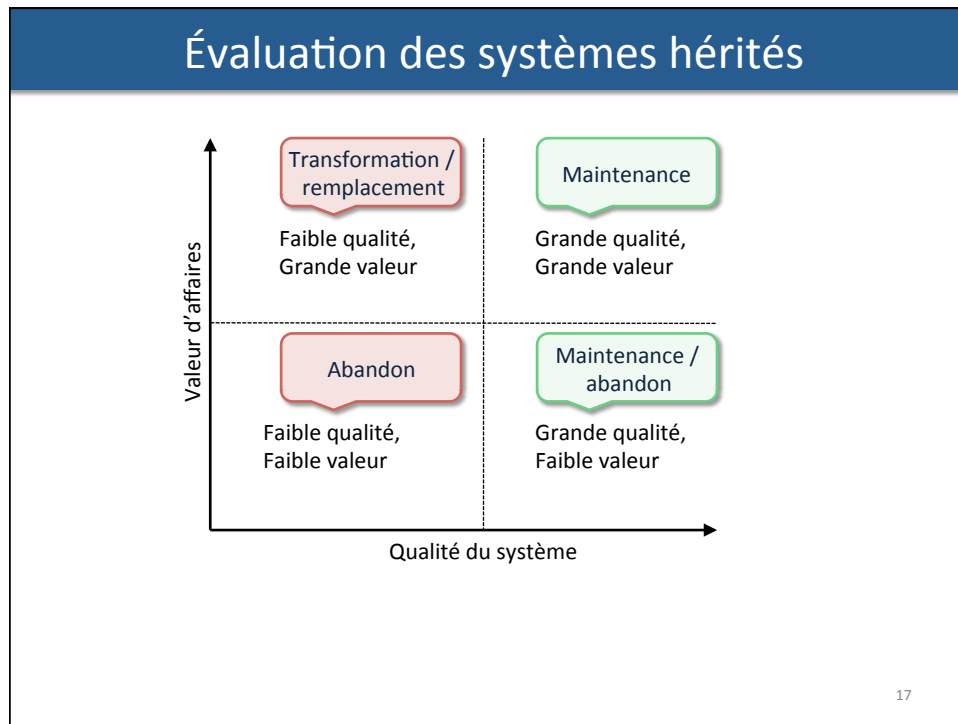 Évaluation des systèmes hérités
Transformation /
remplacement
Faible qualité,
Grande valeur
Maintenance
Grande qualité,
Grande valeur
Valeur d’affaires
Abandon
Faible qualité,
Faible valeur
Maintenance /
abandon
Grande qualité,
Faible valeur
Qualité du système
17